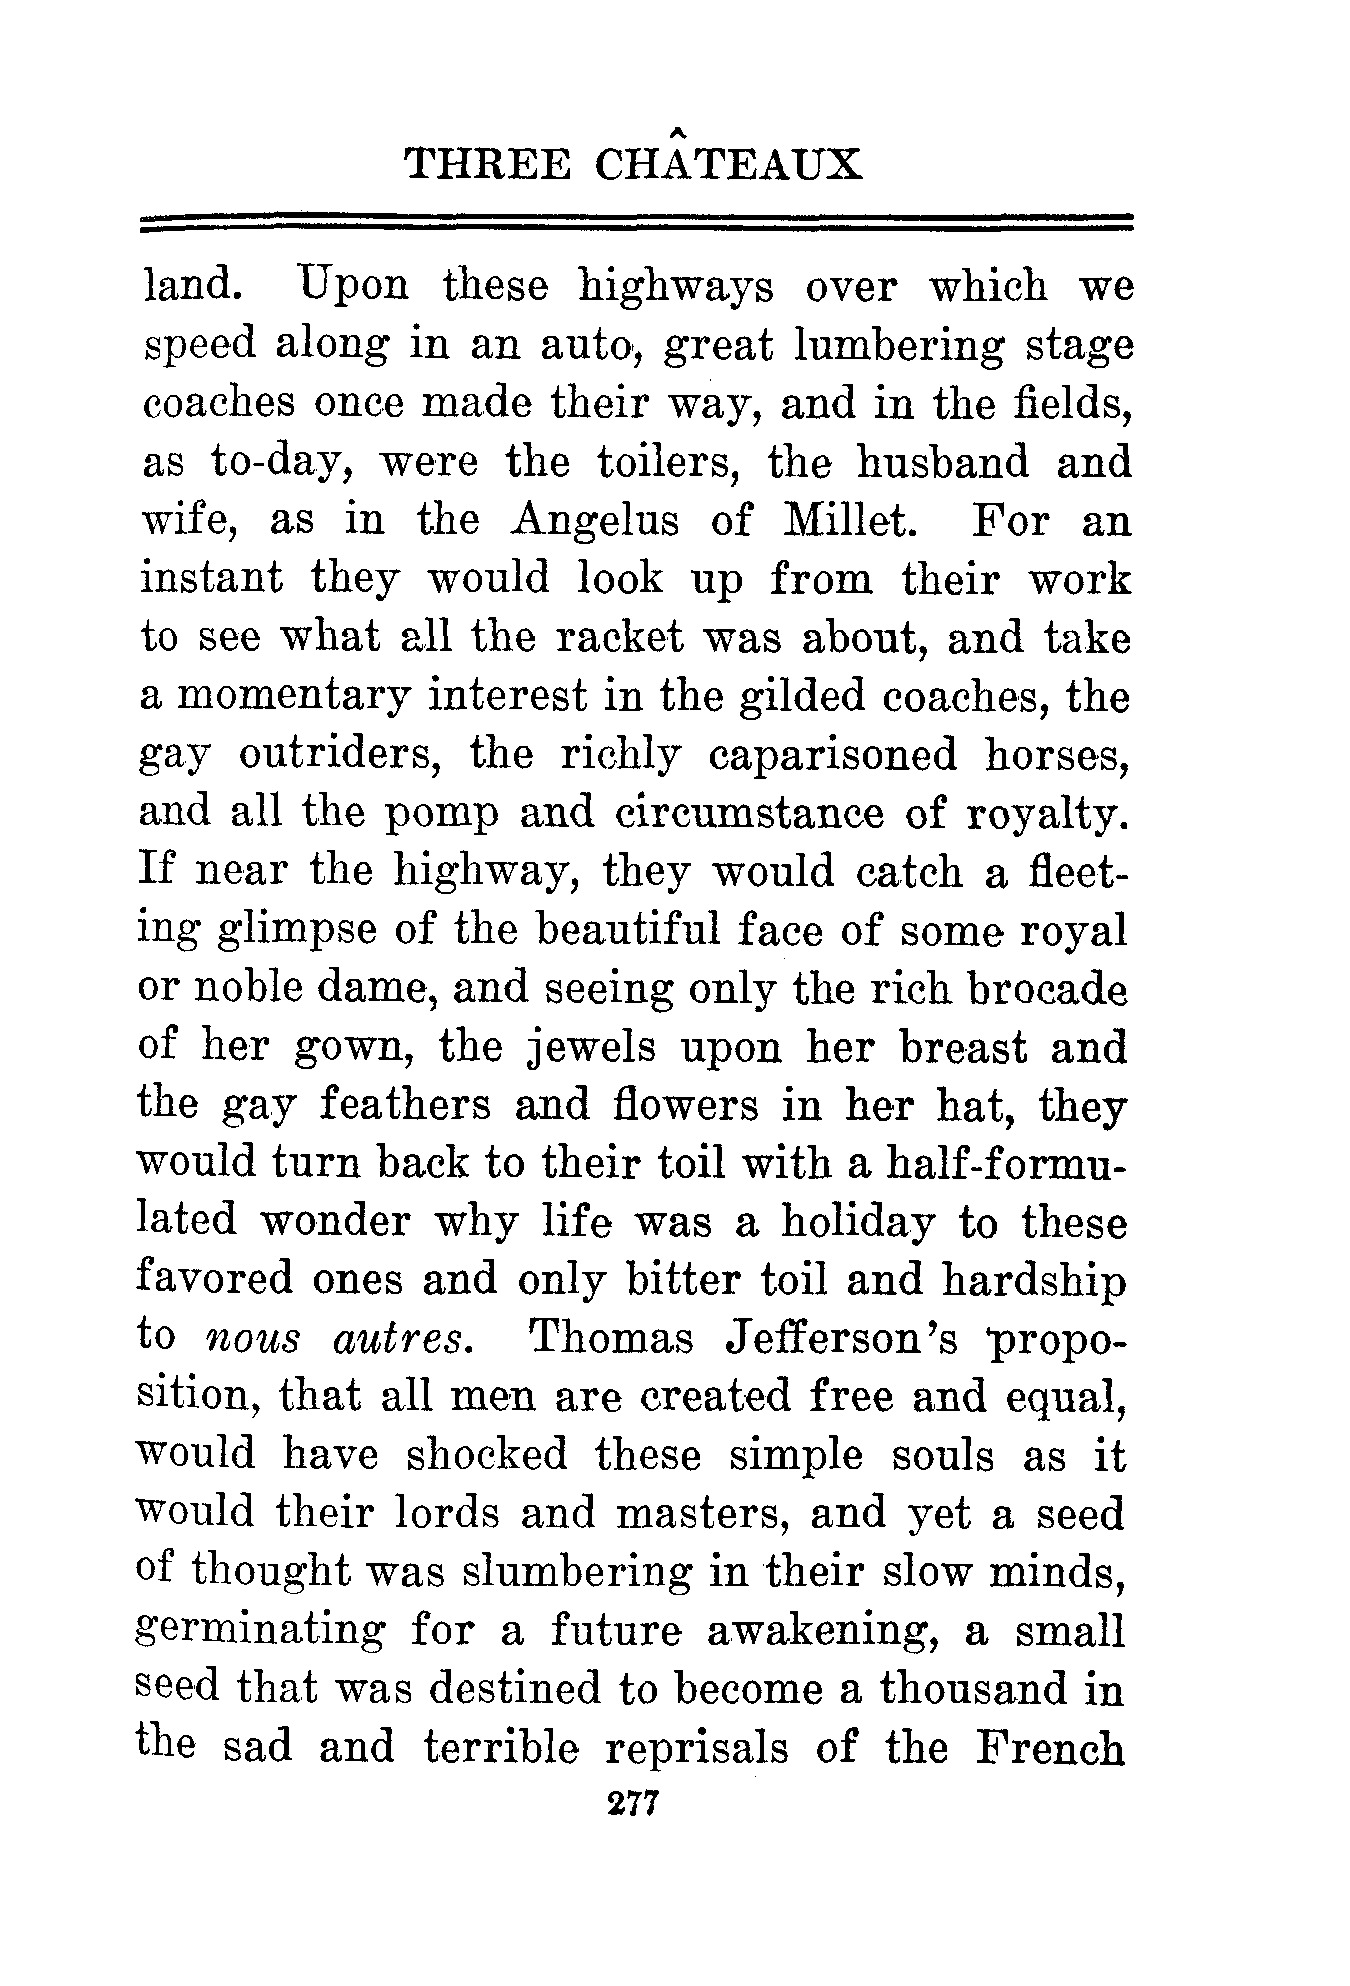 THREE CHÂTEAUX
land. Upon these highways over which we
speed along in an auto, great lumbering stage
coaches once made their way, and in the fields,
as to-day, were the toilers, the husband and
wife, as in the Angelus of Millet. For an
instant they would look up from their work
to see what all the racket was about, and take
a momentary interest in the gilded coaches, the
gay outriders, the richly caparisoned horses,
and all the pomp and circumstance of royalty.
If near the highway, they would catch a fleet-
ing glimpse of the beautiful face of some royal
or noble dame, and seeing only the rich brocade
of her gown, the jewels upon her breast and
the gay feathers and flowers in her hat, they
would turn back to their toil with a half-formu-
lated wonder why life was a holiday to these
favored ones and only bitter toil and hardship
to nous autres. Thomas Jefferson's propo-
sition, that all men are created free and equal,
would have shocked these simple souls as it
would their lords and masters, and yet a seed
of thought was slumbering in their slow minds,
germinating for a future awakening, a small
seed that was destined to become a thousand in
the sad and terrible reprisals of the French
277